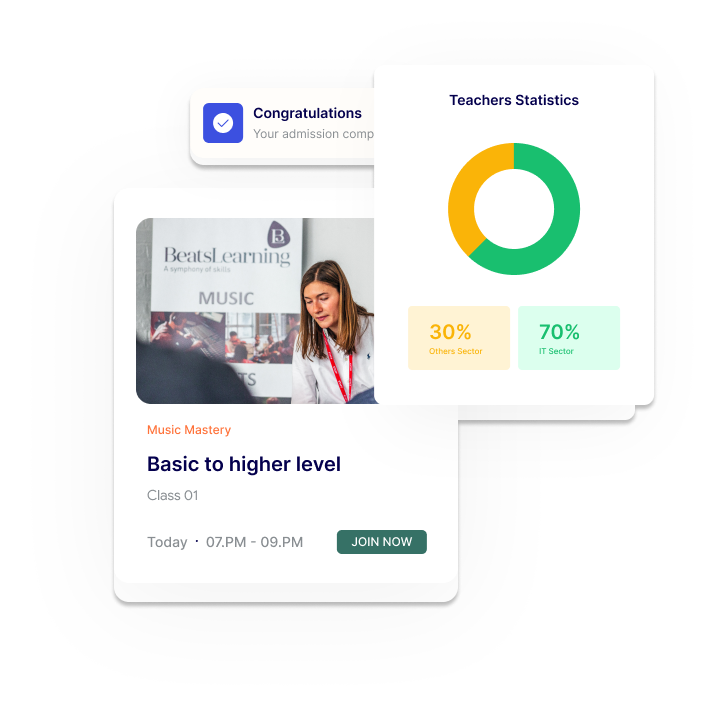 Teachers Statistics
Congratulations
Your admission comp
30%
Others Sector
70%
IT Sector
BeatsLearning
A symphony of skills
MUSIC
TS
Music Mastery
Basic to higher level
Class 01
Today · 07.PM - 09.PM
JOIN NOW